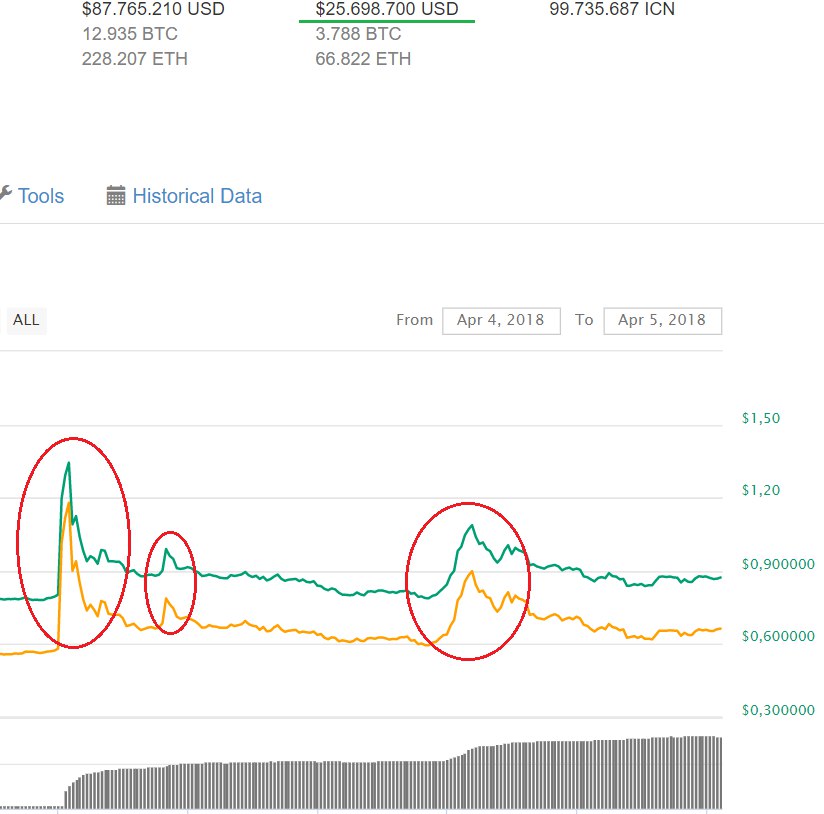 $87.765.210 USD $25.698.700 USD 99.735.687 ICN
12.935 BTC 3.788 BTC
228.207 ETH 66.822 ETH
Tools Historical Data
ALL From Apr 4, 2018 To Apr 5, 2018
$1,50
$1,20
$0,900000
$0,600000
$0,300000